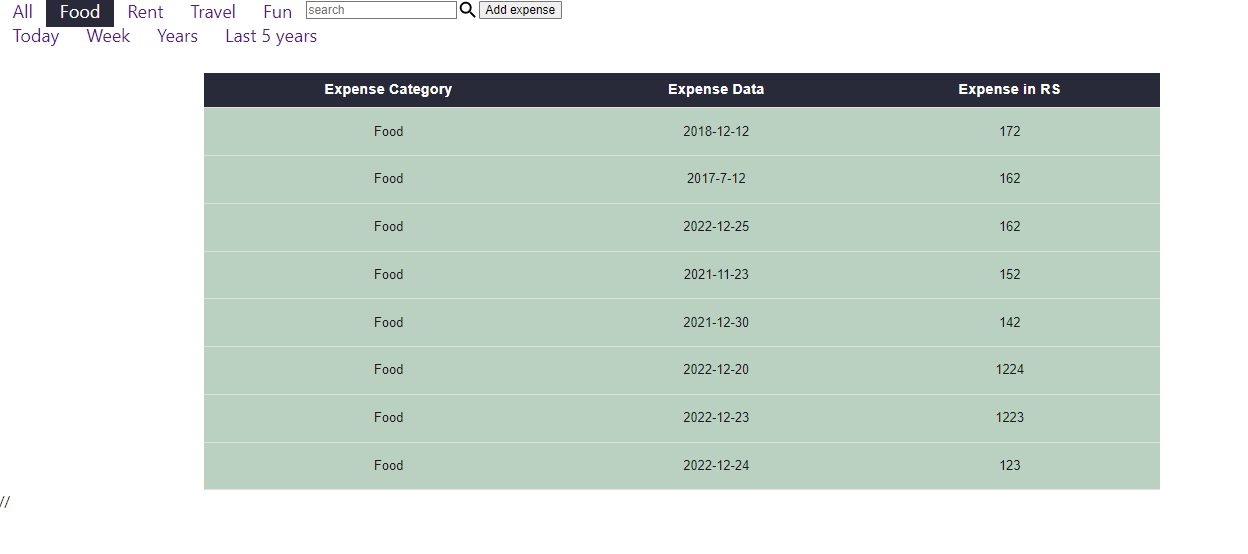 All Food Rent Travel Fun search Add expense
Today Week Years Last 5 years
Expense Category Expense Data Expense in RS
Food 2018-12-12 172
Food 2017-7-12 162
Food 2022-12-25 162
Food 2021-11-23 152
Food 2021-12-30 142
Food 2022-12-20 1224
Food 2022-12-23 1223
Food 2022-12-24 123
//